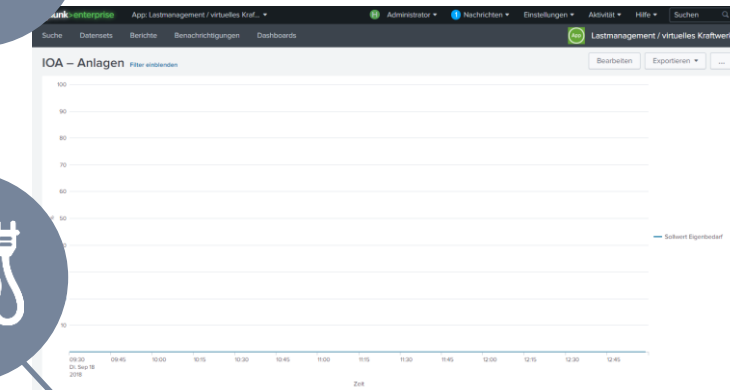 unk>enterprise App: Lastmanagement / virtuelles Kraf... Administrator Nachrichten Einstellungen Aktivität Hilfe Suchen
Suche Datensets Berichte Benachrichtigungen Dashboards App Lastmanagement / virtuelles Kraftwerk
IOA – Anlagen Filter einblenden Bearbeiten Exportieren ...
100
90
80
70
60
50
Sollwert Eigenbedarf
10
09:30 09:45 10:00 10:15 10:30 10:45 11:00 11:15 11:30 11:45 12:00 12:15 12:30 12:45
Di. Sep 18
2018
Zeit